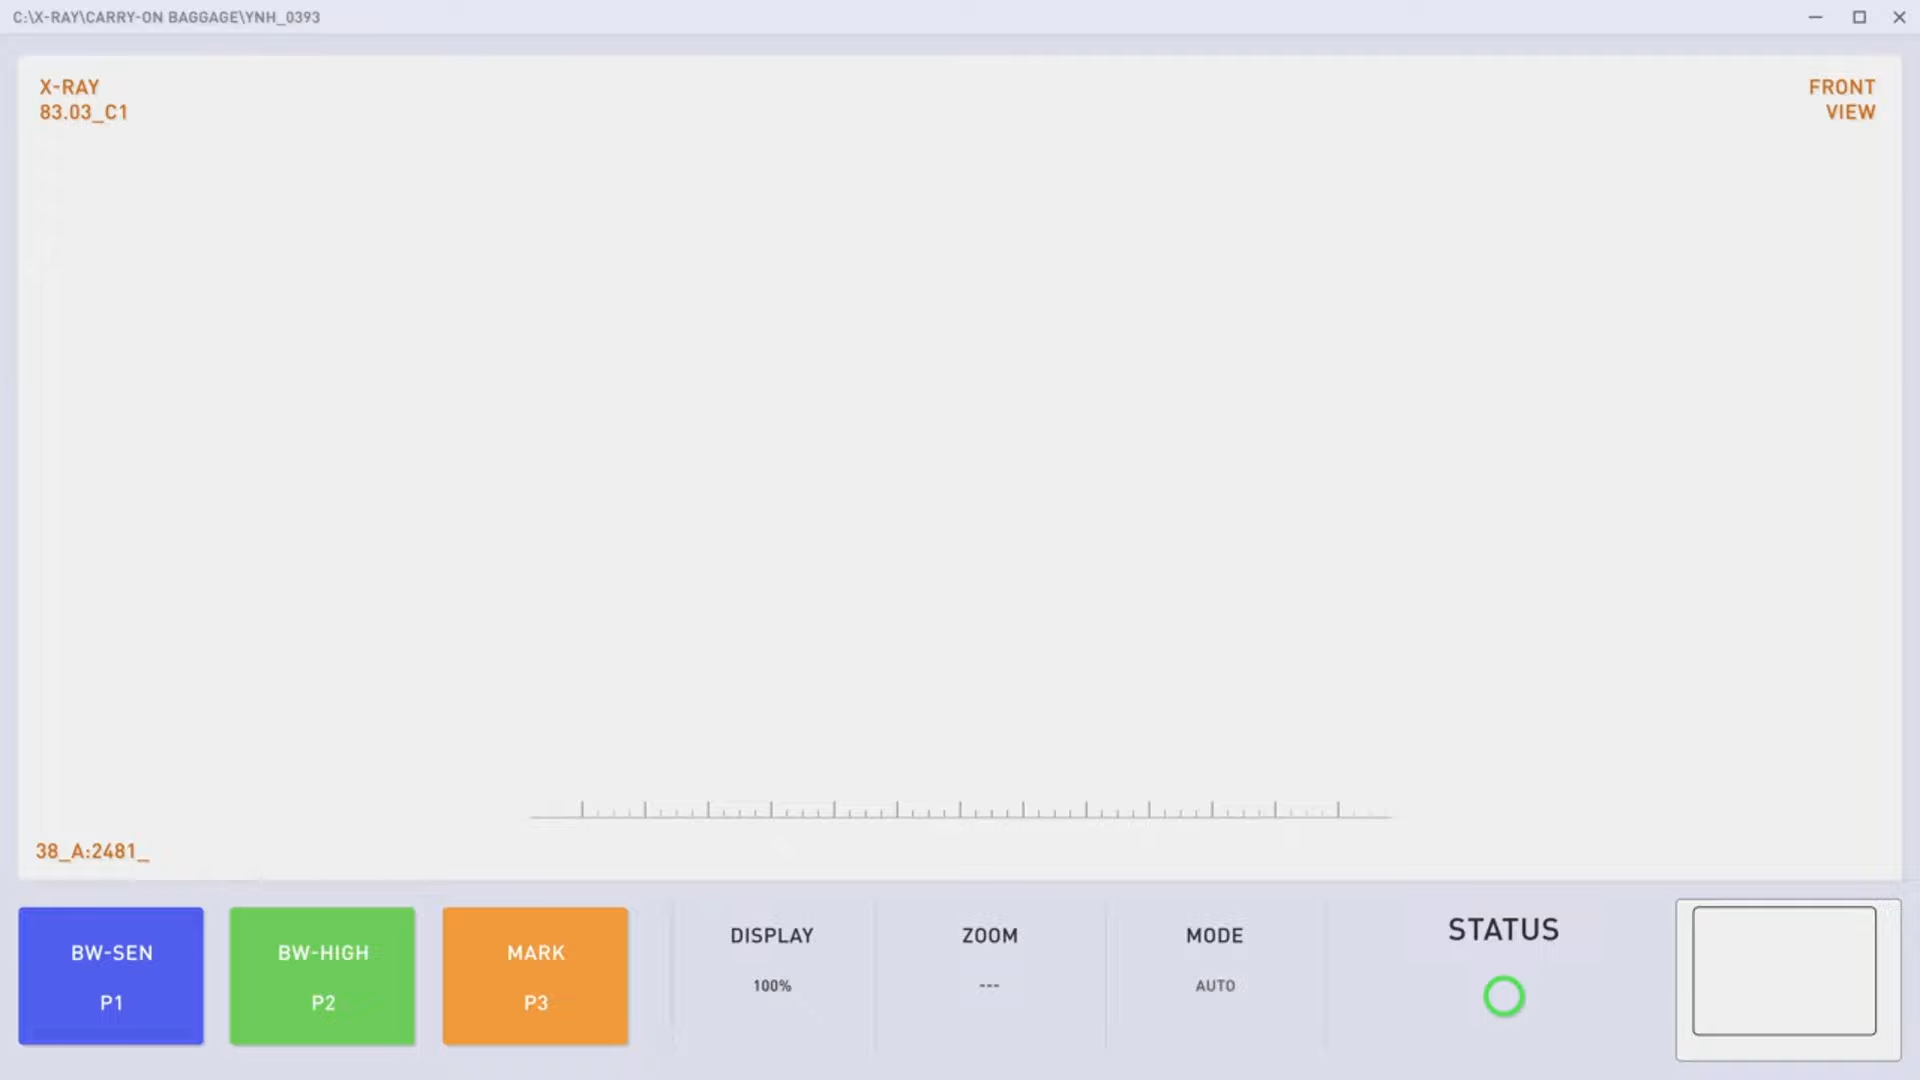 C:\X-RAY\CARRY-ON BAGGAGE\YNH_0393
X-RAY
83.03_C1
FRONT
VIEW
38_A:2481_
BW-SEN
P1
BW-HIGH
P2
MARK
P3
DISPLAY
100%
ZOOM
---
MODE
AUTO
STATUS